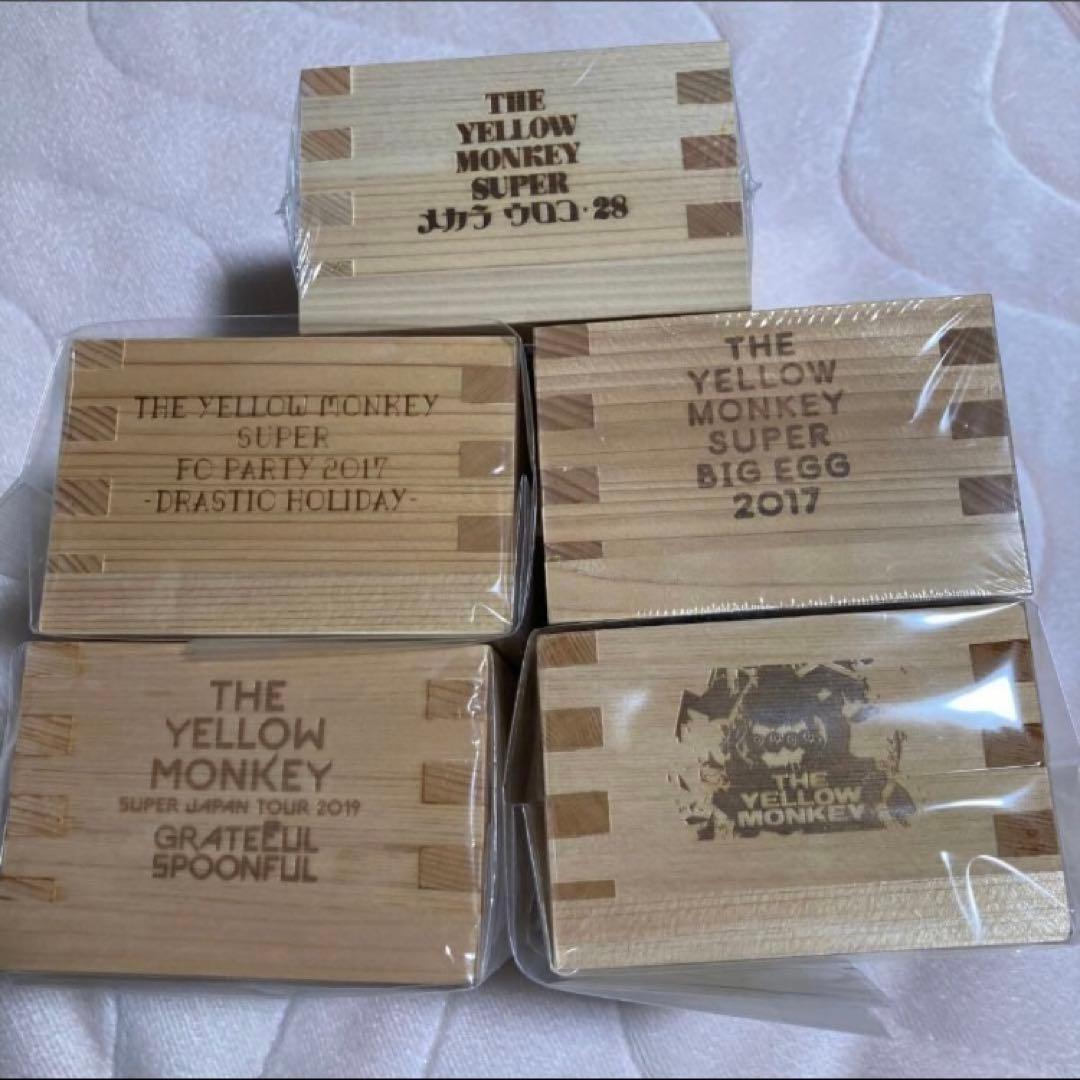 THE
YELLOW
MONKEY
SUPER
メカラ ウロコ・28
THE YELLOW MONKEY
SUPER
FC PARTY 2017
-DRASTIC HOLIDAY-
THE
YELLOW
MONKEY
SUPER
BIG EGG
2017
THE
YELLOW
MONKEY
SUPER JAPAN TOUR 2019
GRATEFUL
SPOONFUL
THE
YELLOW
MONKEY